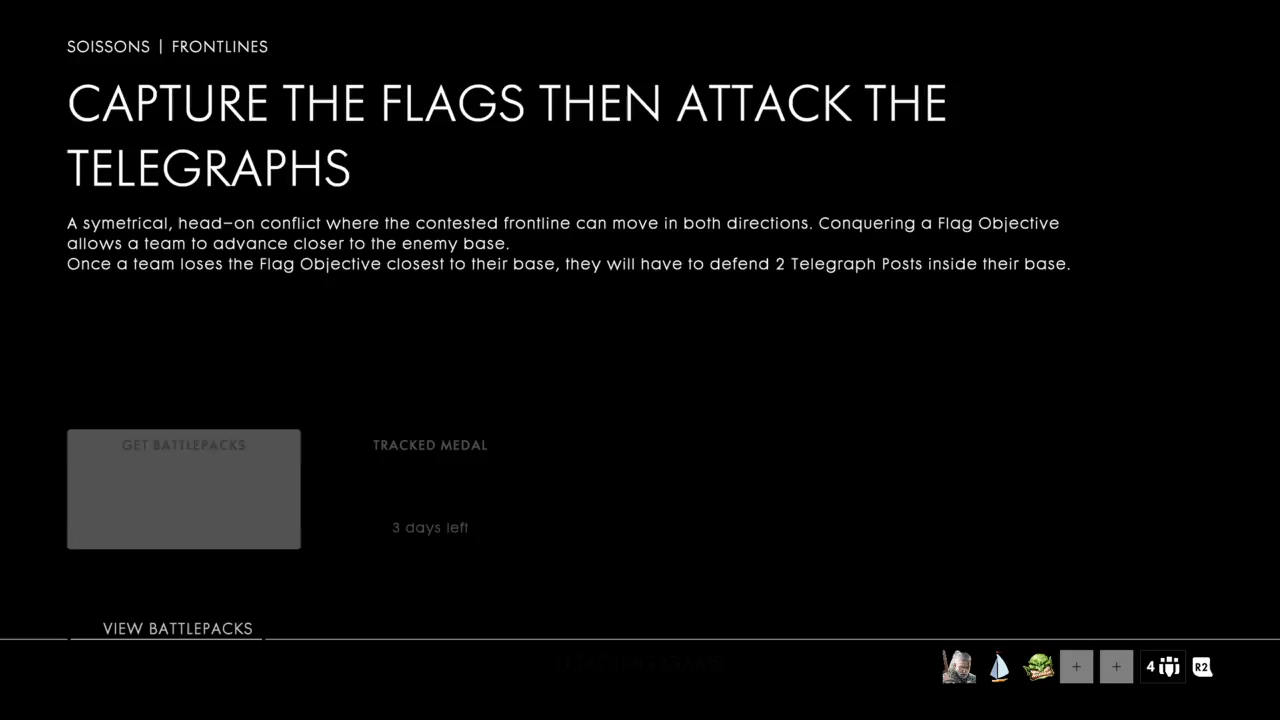 SOISSONS | FRONTLINES
CAPTURE THE FLAGS THEN ATTACK THE
TELEGRAPHS
A symetrical, head-on conflict where the contested frontline can move in both directions. Conquering a Flag Objective
allows a team to advance closer to the enemy base.
Once a team loses the Flag Objective closest to their base, they will have to defend 2 Telegraph Posts inside their base.
GET BATTLEPACKS
TRACKED MEDAL
3 days left
VIEW BATTLEPACKS
+ + 4 R2